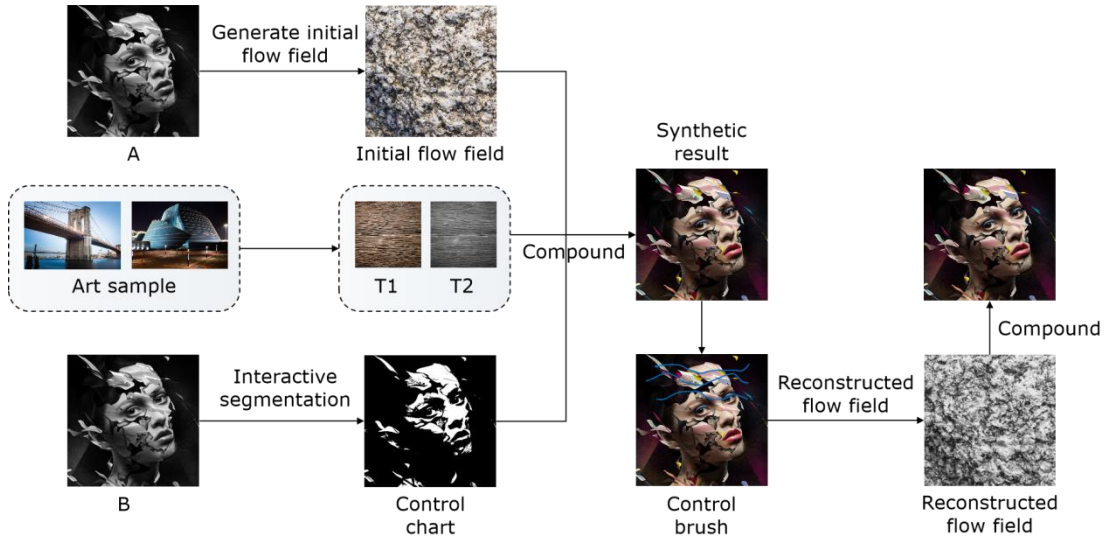 Generate initial
flow field
A
Initial flow field
Art sample
T1
T2
Compound
Synthetic
result
B
Interactive
segmentation
Control
chart
Control
brush
Reconstructed
flow field
Compound
Reconstructed
flow field